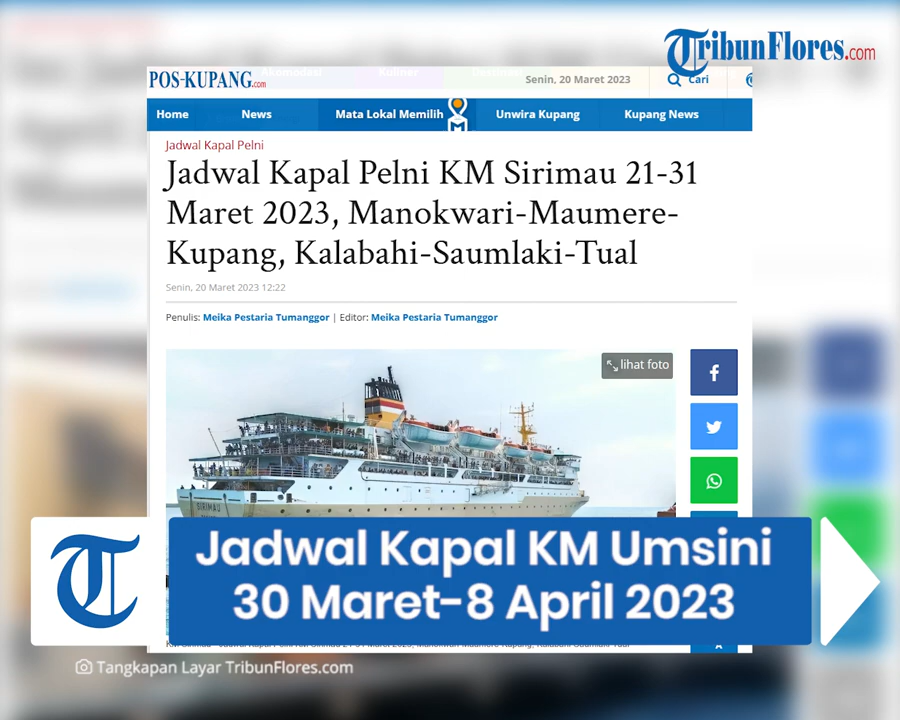 TribunFlores.com
Akomodasi Kuliner
POS-KUPANG.com
Senin, 20 Maret 2023
Cari
Home News Mata Lokal Memilih Unwira Kupang Kupang News
Jadwal Kapal Pelni
Jadwal Kapal Pelni KM Sirimau 21-31
Maret 2023, Manokwari-Maumere-
Kupang, Kalabahi-Saumlaki-Tual
Senin, 20 Maret 2023 12:22
Penulis: Meika Pestaria Tumanggor | Editor: Meika Pestaria Tumanggor
lihat foto
SIRIMAU
Jadwal Kapal KM Umsini
30 Maret-8 April 2023
Tangkapan Layar TribunFlores.com